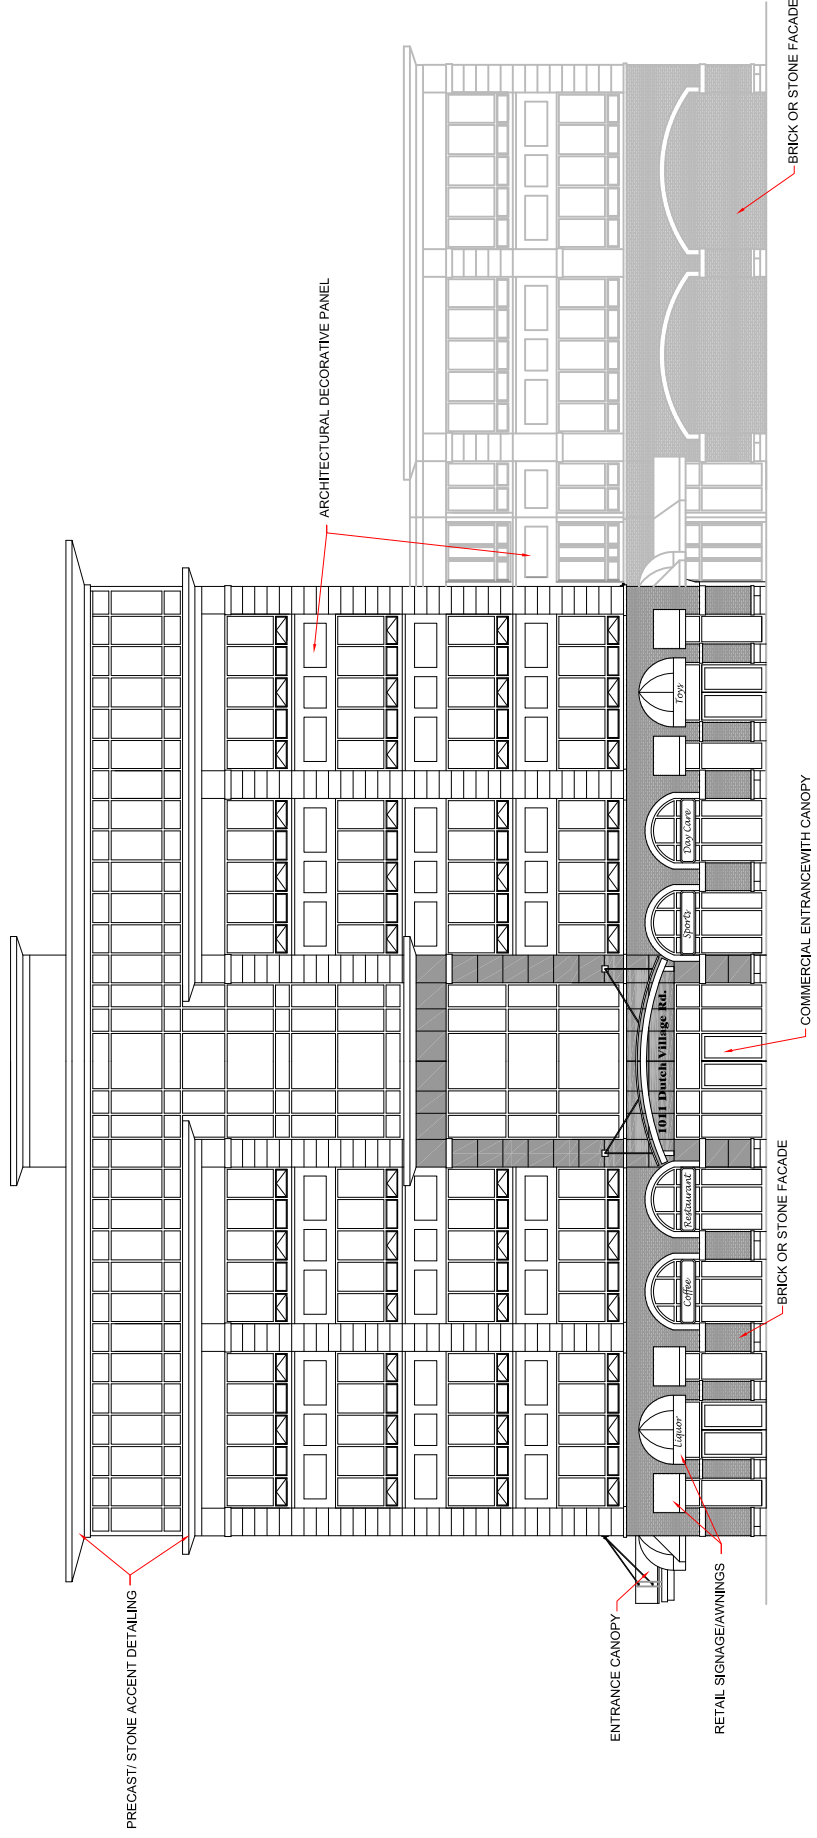 PRECAST/ STONE ACCENT DETAILING
ARCHITECTURAL DECORATIVE PANEL
ENTRANCE CANOPY
RETAIL SIGNAGE/AWNINGS
Liquor
Coffee
Restaurant
1011 Dutch Village Rd.
Sports
Day Care
Toys
BRICK OR STONE FACADE
COMMERCIAL ENTRANCEWITH CANOPY
BRICK OR STONE FACADE